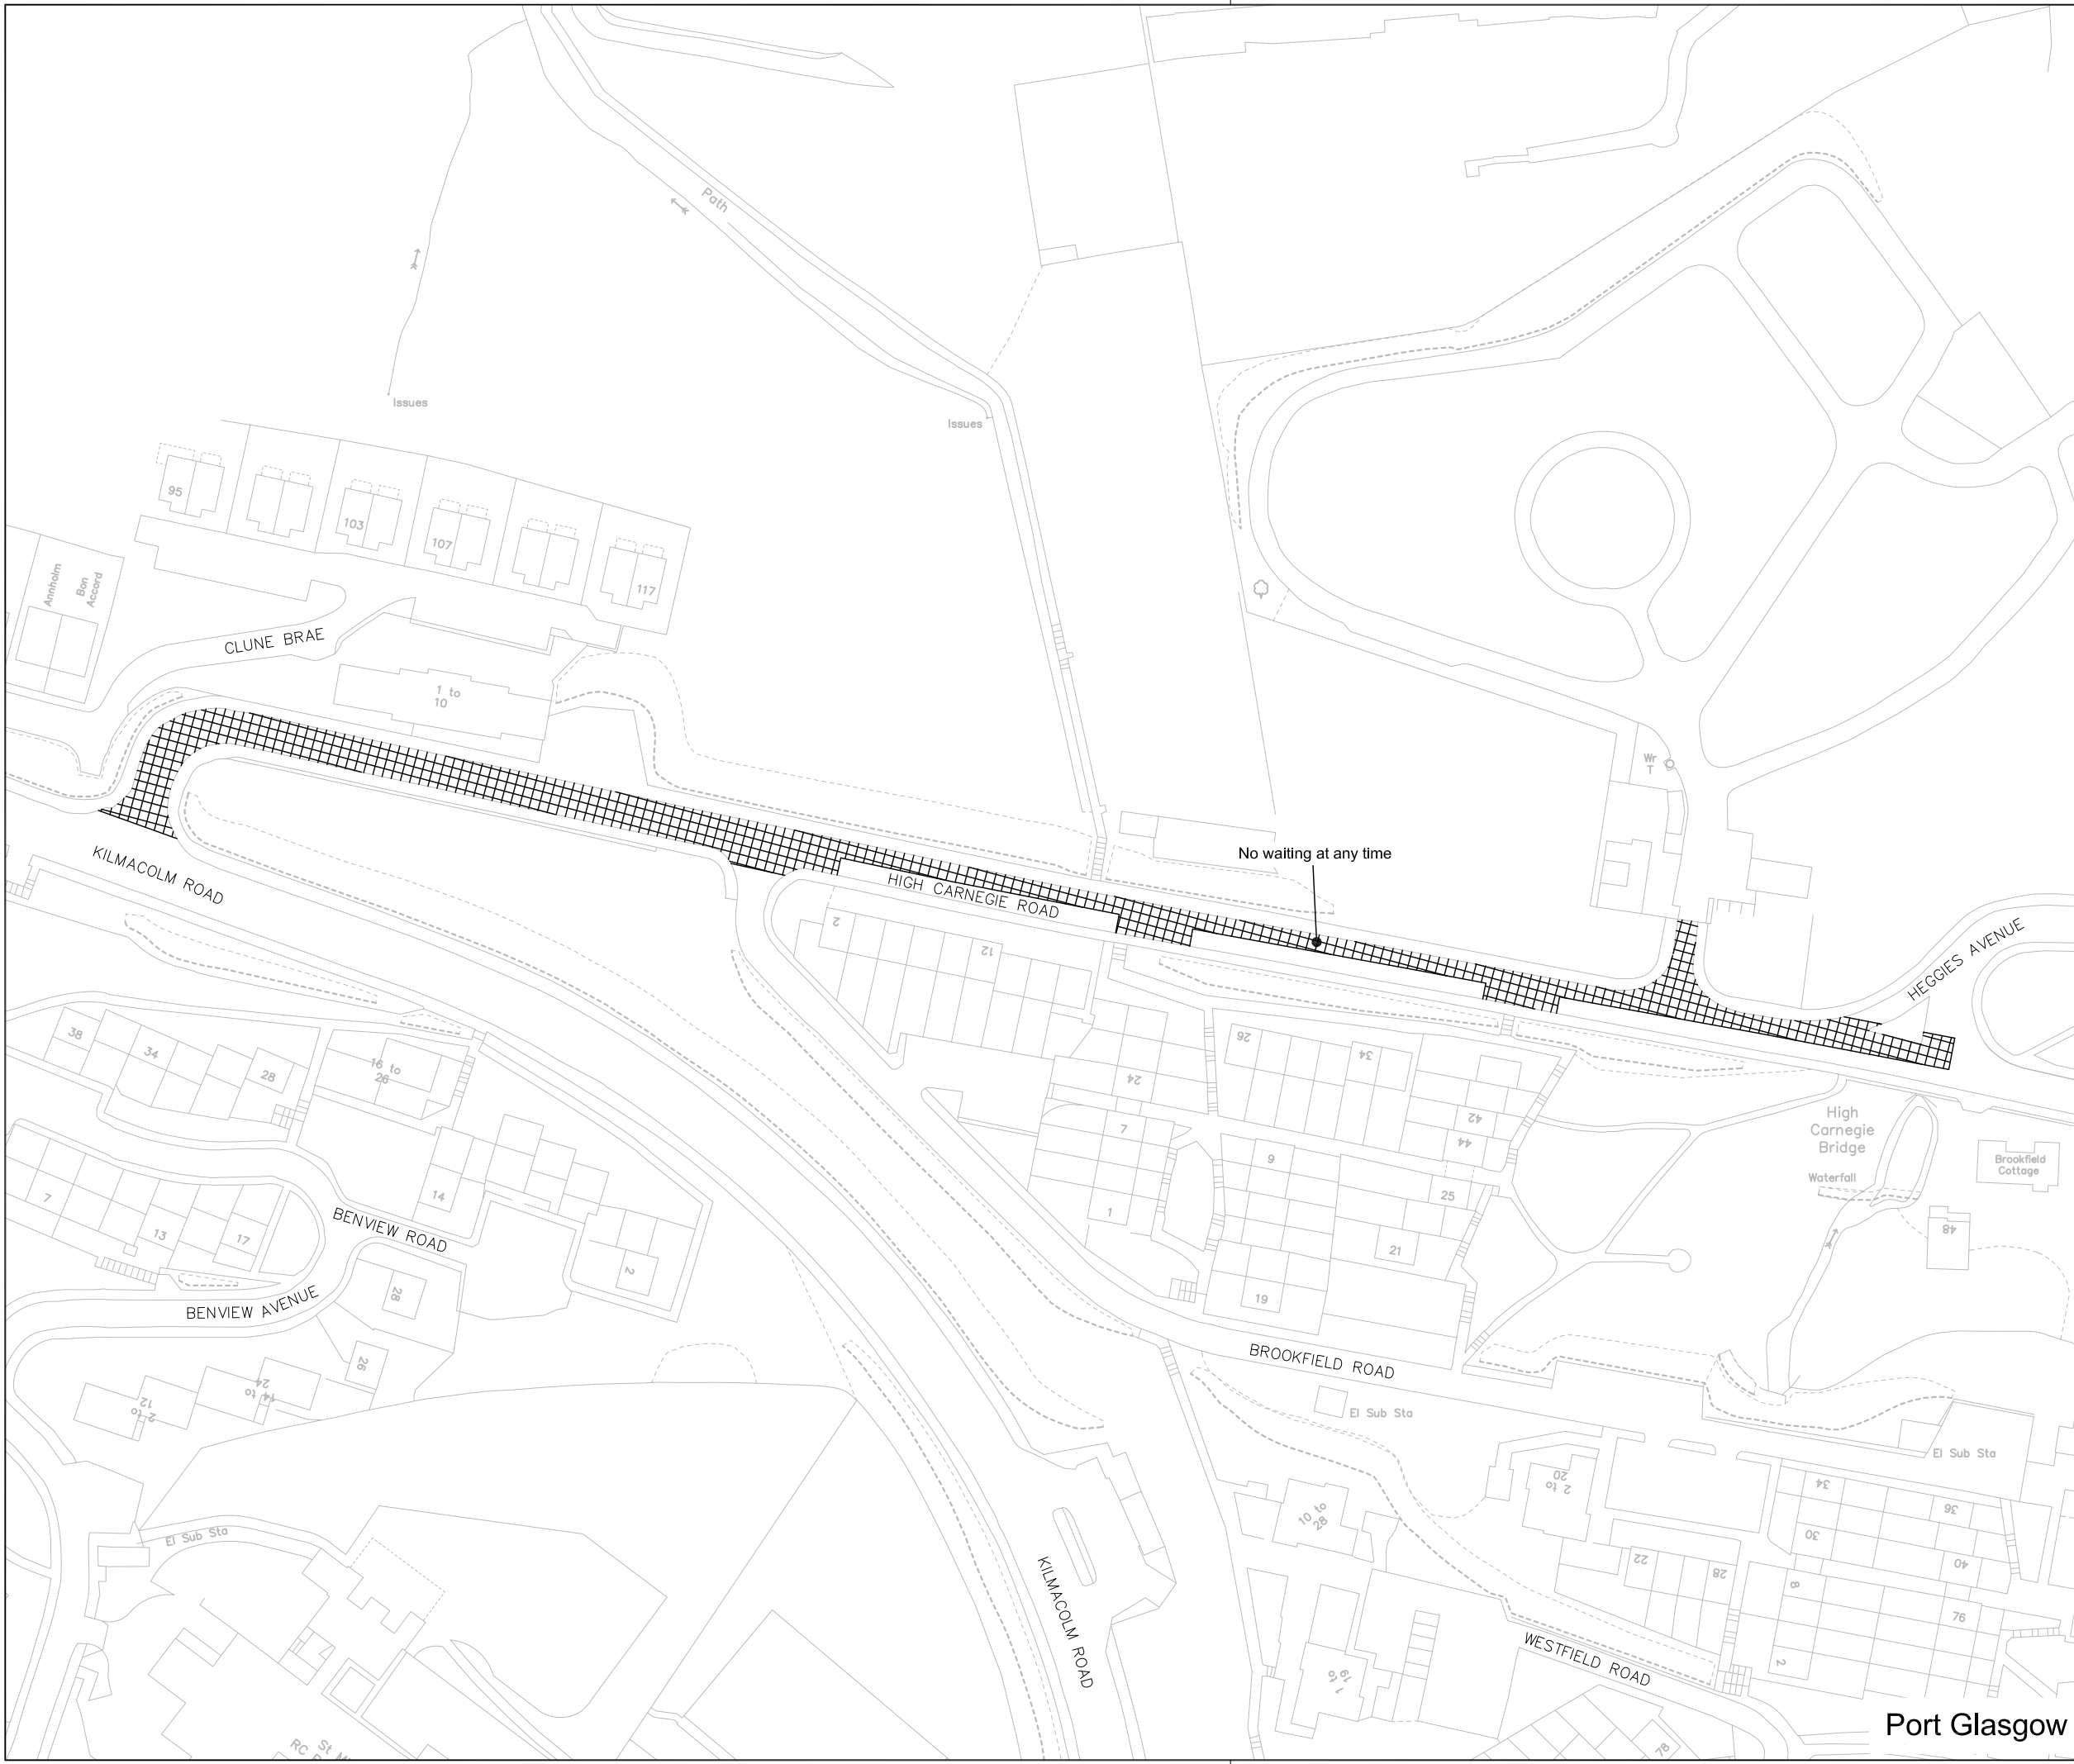 Path
Issues
Issues
95
103
107
117
Annholm
Bon
Accord
CLUNE BRAE
1 to
10
Wr
T
No waiting at any time
KILMACOLM ROAD
HIGH CARNEGIE ROAD
HEGGIES AVENUE
2
12
38
34
28
16 to
26
24
26
34
42
44
7
High
Carnegie
Bridge
Waterfall
Brookfield
Cottage
48
7
13
17
14
2
1
9
25
21
19
BENVIEW ROAD
BENVIEW AVENUE
28
26
14 to
24
2 to
12
BROOKFIELD ROAD
El Sub Sta
El Sub Sta
El Sub Sta
10 to
28
2 to
20
34
36
30
40
22
28
8
76
2
KILMACOLM ROAD
WESTFIELD ROAD
1 to
19
78
St
RC
Port Glasgow